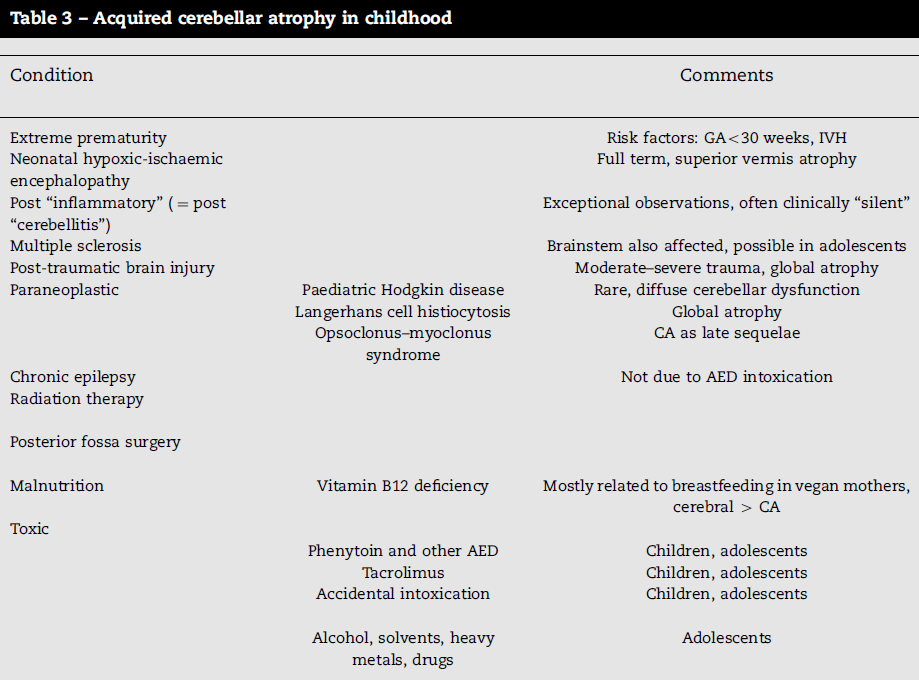 Table 3 – Acquired cerebellar atrophy in childhood
Condition Comments
Extreme prematurity Risk factors: GA<30 weeks, IVH
Neonatal hypoxic-ischaemic Full term, superior vermis atrophy
encephalopathy
Post “inflammatory” ( = post Exceptional observations, often clinically “silent”
“cerebellitis”)
Multiple sclerosis Brainstem also affected, possible in adolescents
Post-traumatic brain injury Moderate–severe trauma, global atrophy
Paraneoplastic Paediatric Hodgkin disease Rare, diffuse cerebellar dysfunction
Langerhans cell histiocytosis Global atrophy
Opsoclonus–myoclonus CA as late sequelae
syndrome
Chronic epilepsy Not due to AED intoxication
Radiation therapy
Posterior fossa surgery
Malnutrition Vitamin B12 deficiency Mostly related to breastfeeding in vegan mothers,
cerebral > CA
Toxic
Phenytoin and other AED Children, adolescents
Tacrolimus Children, adolescents
Accidental intoxication Children, adolescents
Alcohol, solvents, heavy Adolescents
metals, drugs